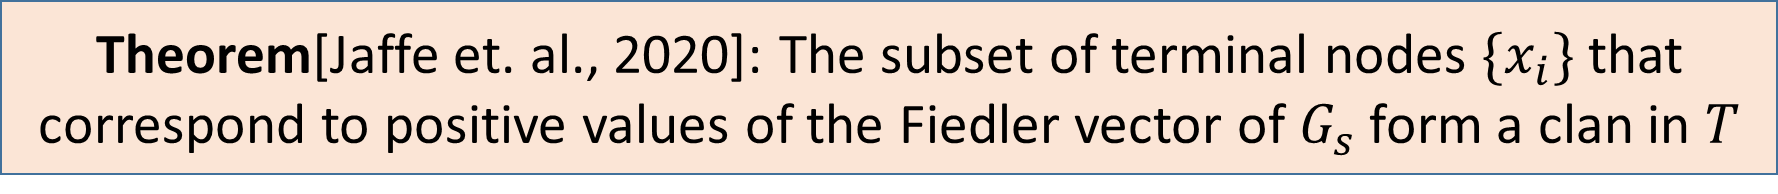 Theorem[Jaffe et. al., 2020]: The subset of terminal nodes {xᵢ} that
correspond to positive values of the Fiedler vector of Gₛ form a clan in T